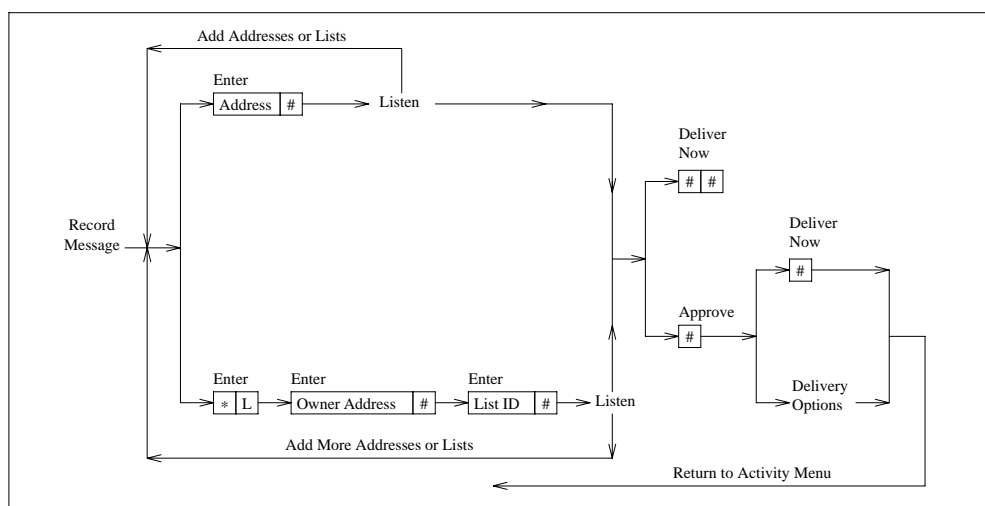 Add Addresses or Lists
Enter
Address #
Listen
Deliver
Now
# #
Record
Message
Deliver
Now
#
Approve
#
Enter
* L
Enter
Owner Address #
Enter
List ID #
Listen
Delivery
Options
Add More Addresses or Lists
Return to Activity Menu